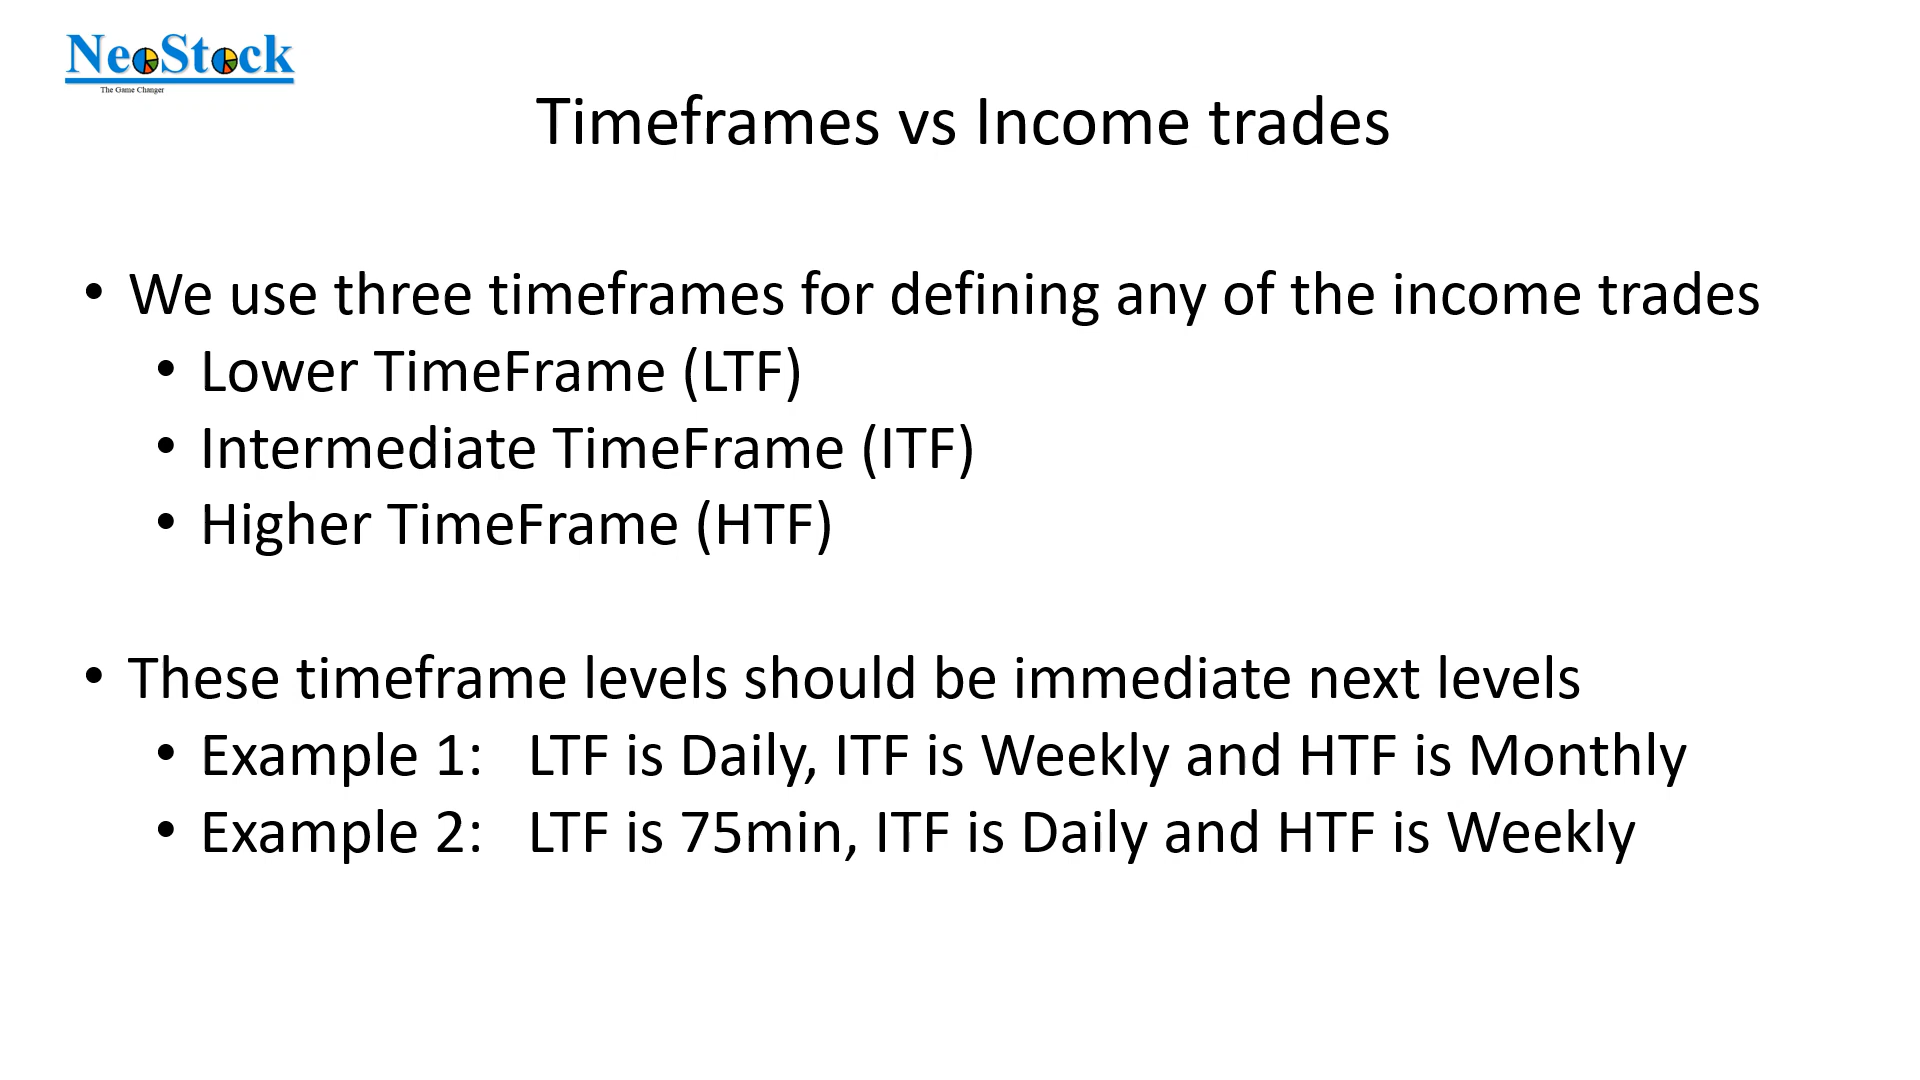 NeoStock
The Game Changer
Timeframes vs Income trades
• We use three timeframes for defining any of the income trades
• Lower TimeFrame (LTF)
• Intermediate TimeFrame (ITF)
• Higher TimeFrame (HTF)
• These timeframe levels should be immediate next levels
• Example 1: LTF is Daily, ITF is Weekly and HTF is Monthly
• Example 2: LTF is 75min, ITF is Daily and HTF is Weekly